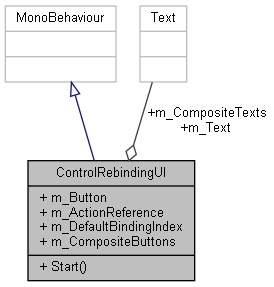 MonoBehaviour
Text
+m_CompositeTexts
+m_Text
ControlRebindingUI
+ m_Button
+ m_ActionReference
+ m_DefaultBindingIndex
+ m_CompositeButtons
+ Start()